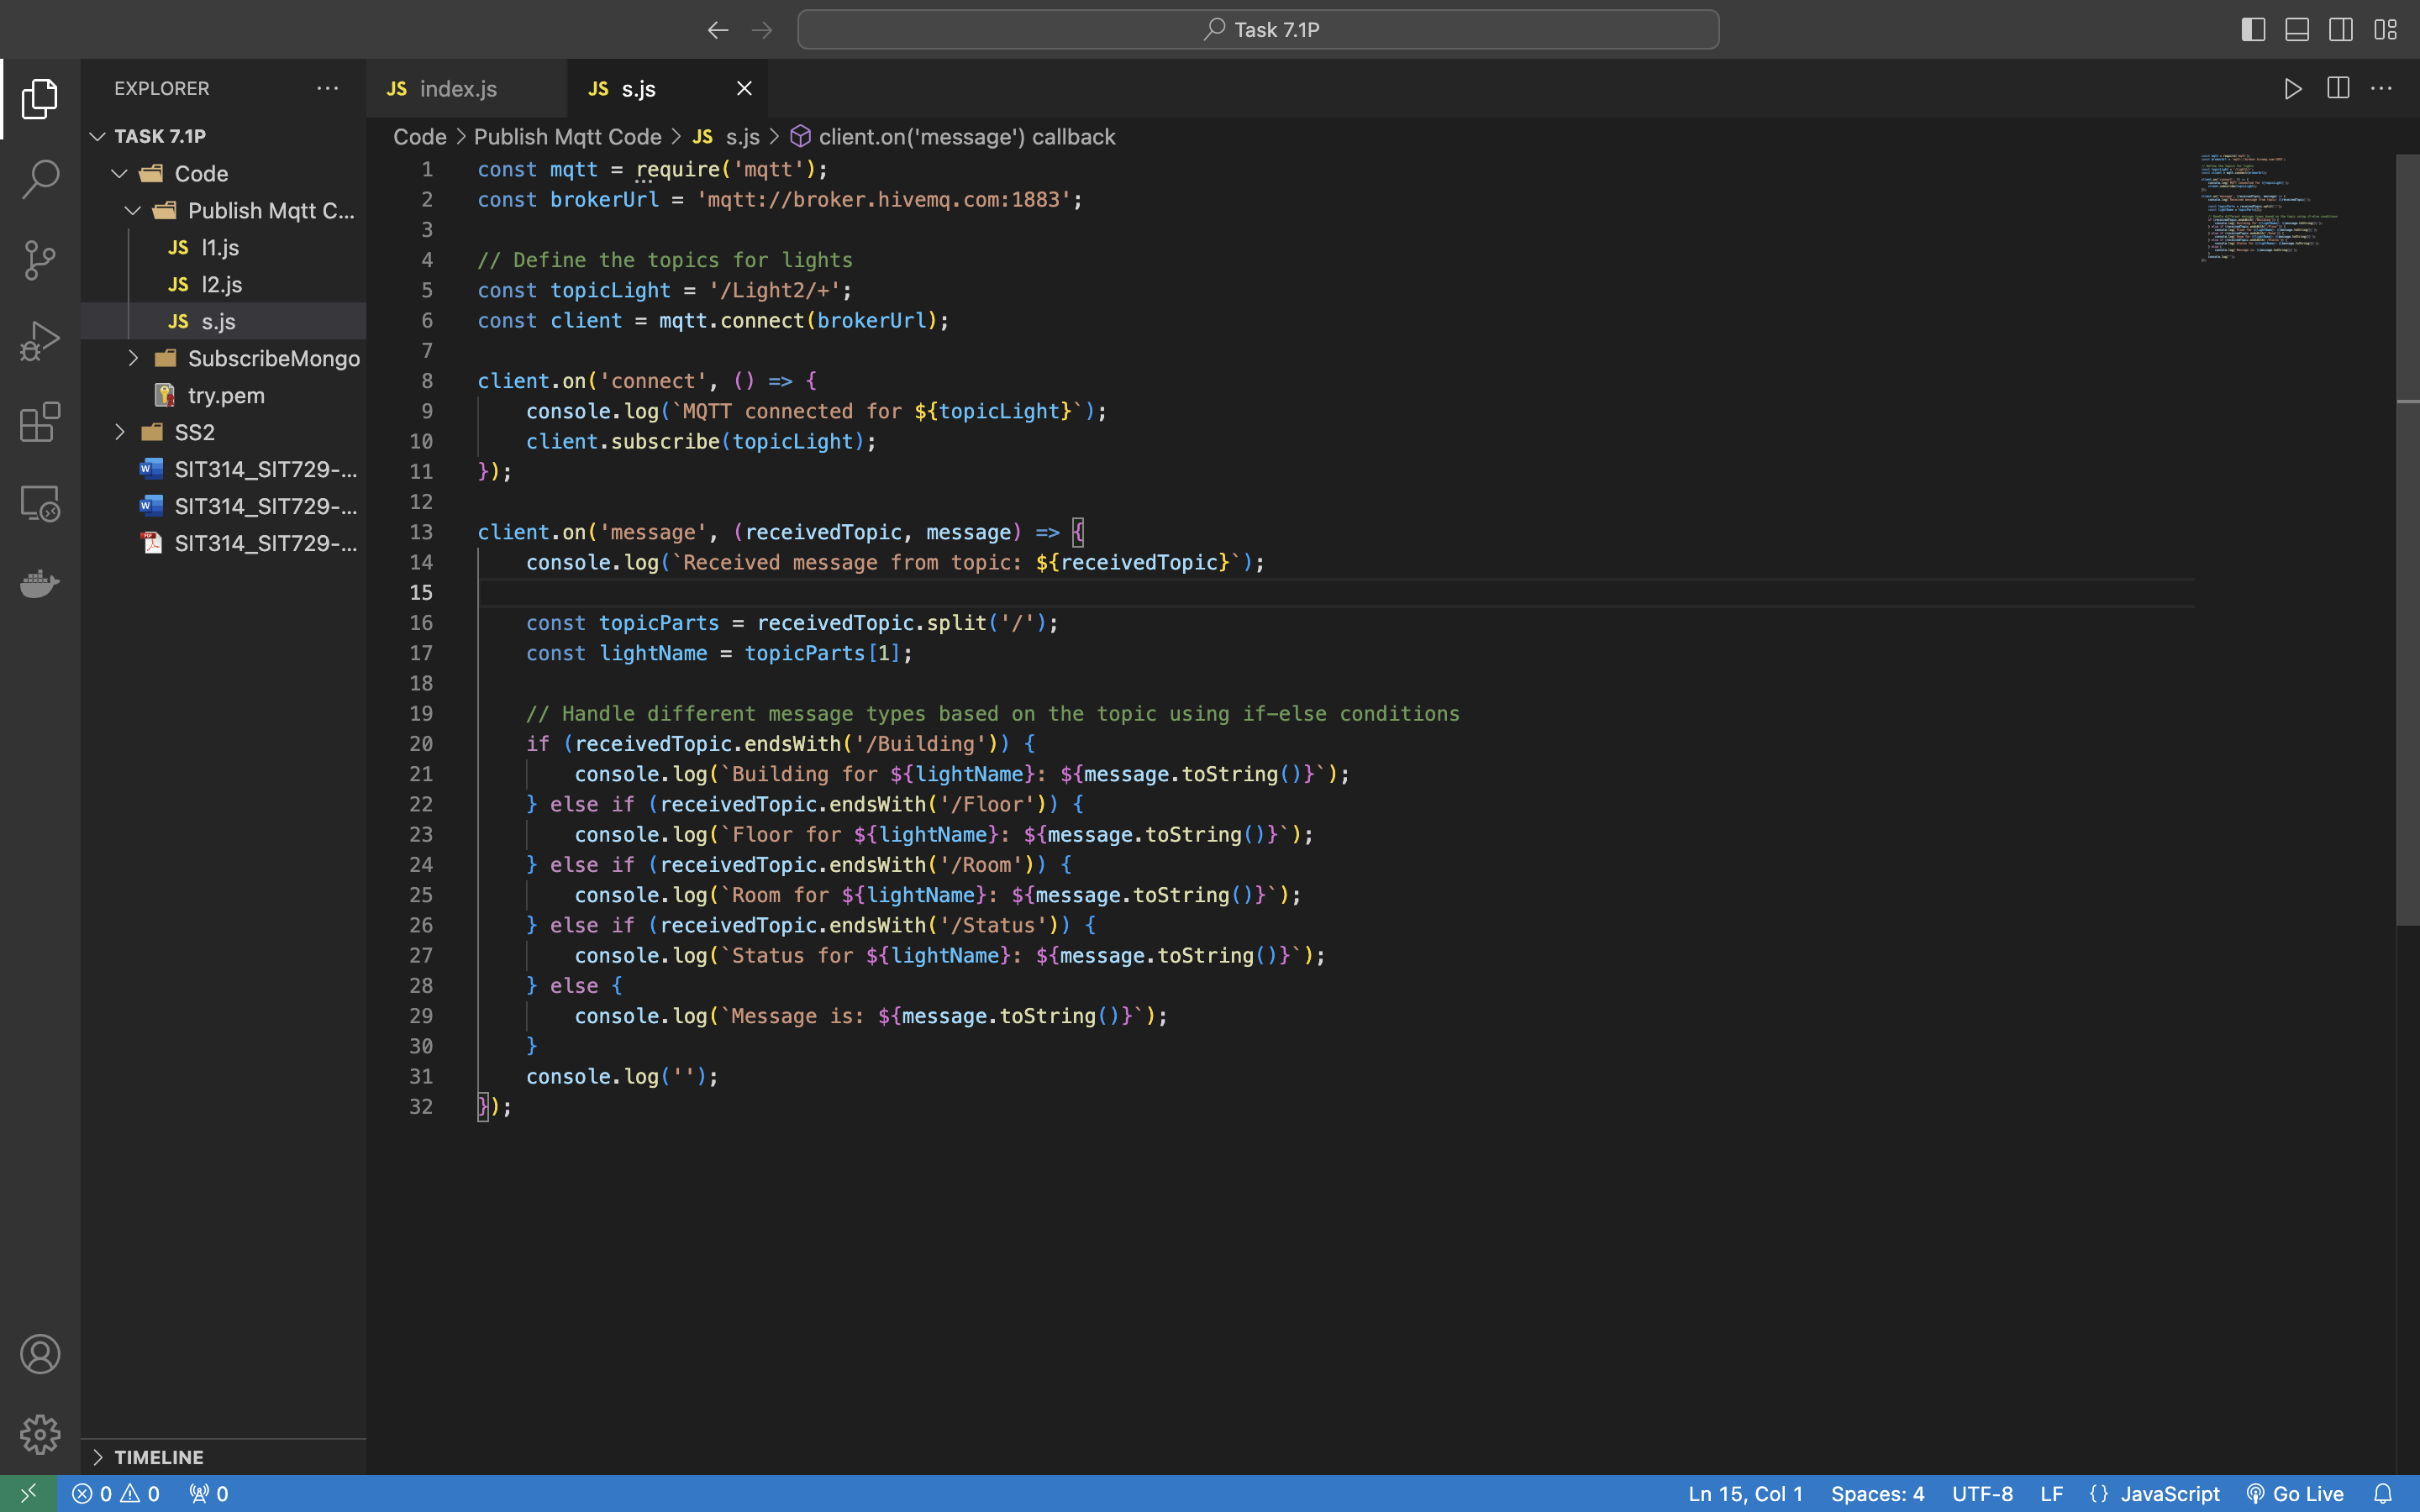 Task 7.1P
EXPLORER
JS index.js
JS s.js
TASK 7.1P
Code
Publish Mqtt C...
JS l1.js
JS l2.js
JS s.js
SubscribeMongo
try.pem
SS2
SIT314_SIT729-...
SIT314_SIT729-...
SIT314_SIT729-...
TIMELINE
Code > Publish Mqtt Code > JS s.js > client.on('message') callback
1 const mqtt = require('mqtt');
2 const brokerUrl = 'mqtt://broker.hivemq.com:1883';
3
4 // Define the topics for lights
5 const topicLight = '/Light2/+';
6 const client = mqtt.connect(brokerUrl);
7
8 client.on('connect', () => {
9 console.log(`MQTT connected for ${topicLight}`);
10 client.subscribe(topicLight);
11 });
12
13 client.on('message', (receivedTopic, message) => {
14 console.log(`Received message from topic: ${receivedTopic}`);
15
16 const topicParts = receivedTopic.split('/');
17 const lightName = topicParts[1];
18
19 // Handle different message types based on the topic using if-else conditions
20 if (receivedTopic.endsWith('/Building')) {
21 console.log(`Building for ${lightName}: ${message.toString()}`);
22 } else if (receivedTopic.endsWith('/Floor')) {
23 console.log(`Floor for ${lightName}: ${message.toString()}`);
24 } else if (receivedTopic.endsWith('/Room')) {
25 console.log(`Room for ${lightName}: ${message.toString()}`);
26 } else if (receivedTopic.endsWith('/Status')) {
27 console.log(`Status for ${lightName}: ${message.toString()}`);
28 } else {
29 console.log(`Message is: ${message.toString()}`);
30 }
31 console.log('');
32 });
0 0 0
Ln 15, Col 1 Spaces: 4 UTF-8 LF {} JavaScript Go Live